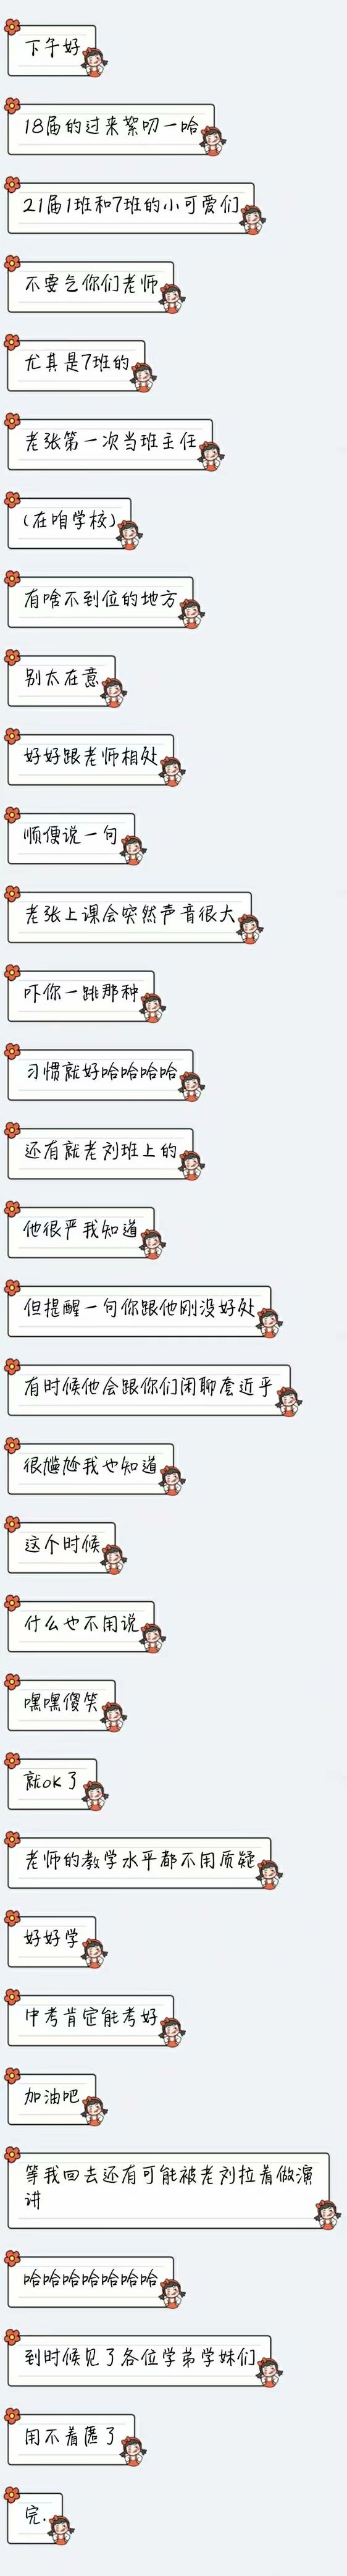 下午好
18届的过来絮叨一哈
21届1班和7班的小可爱们
不要气你们老师
尤其是7班的
老张第一次当班主任
(在咱学校)
有啥不到位的地方
别太在意
好好跟老师相处
顺便说一句
老张上课会突然声音很大
吓你一跳那种
习惯就好哈哈哈哈
还有就老刘班上的
他很严我知道
但提醒一句你跟他刚没好处
有时候他会跟你们闲聊套近乎
很尴尬我也知道
这个时候
什么也不用说
嘿嘿傻笑
就ok了
老师的教学水平都不用质疑
好好学
中考肯定能考好
加油吧
等我回去还有可能被老刘拉着做演
讲
哈哈哈哈哈哈哈
到时候见了各位学弟学妹们
用不着匿了
完.